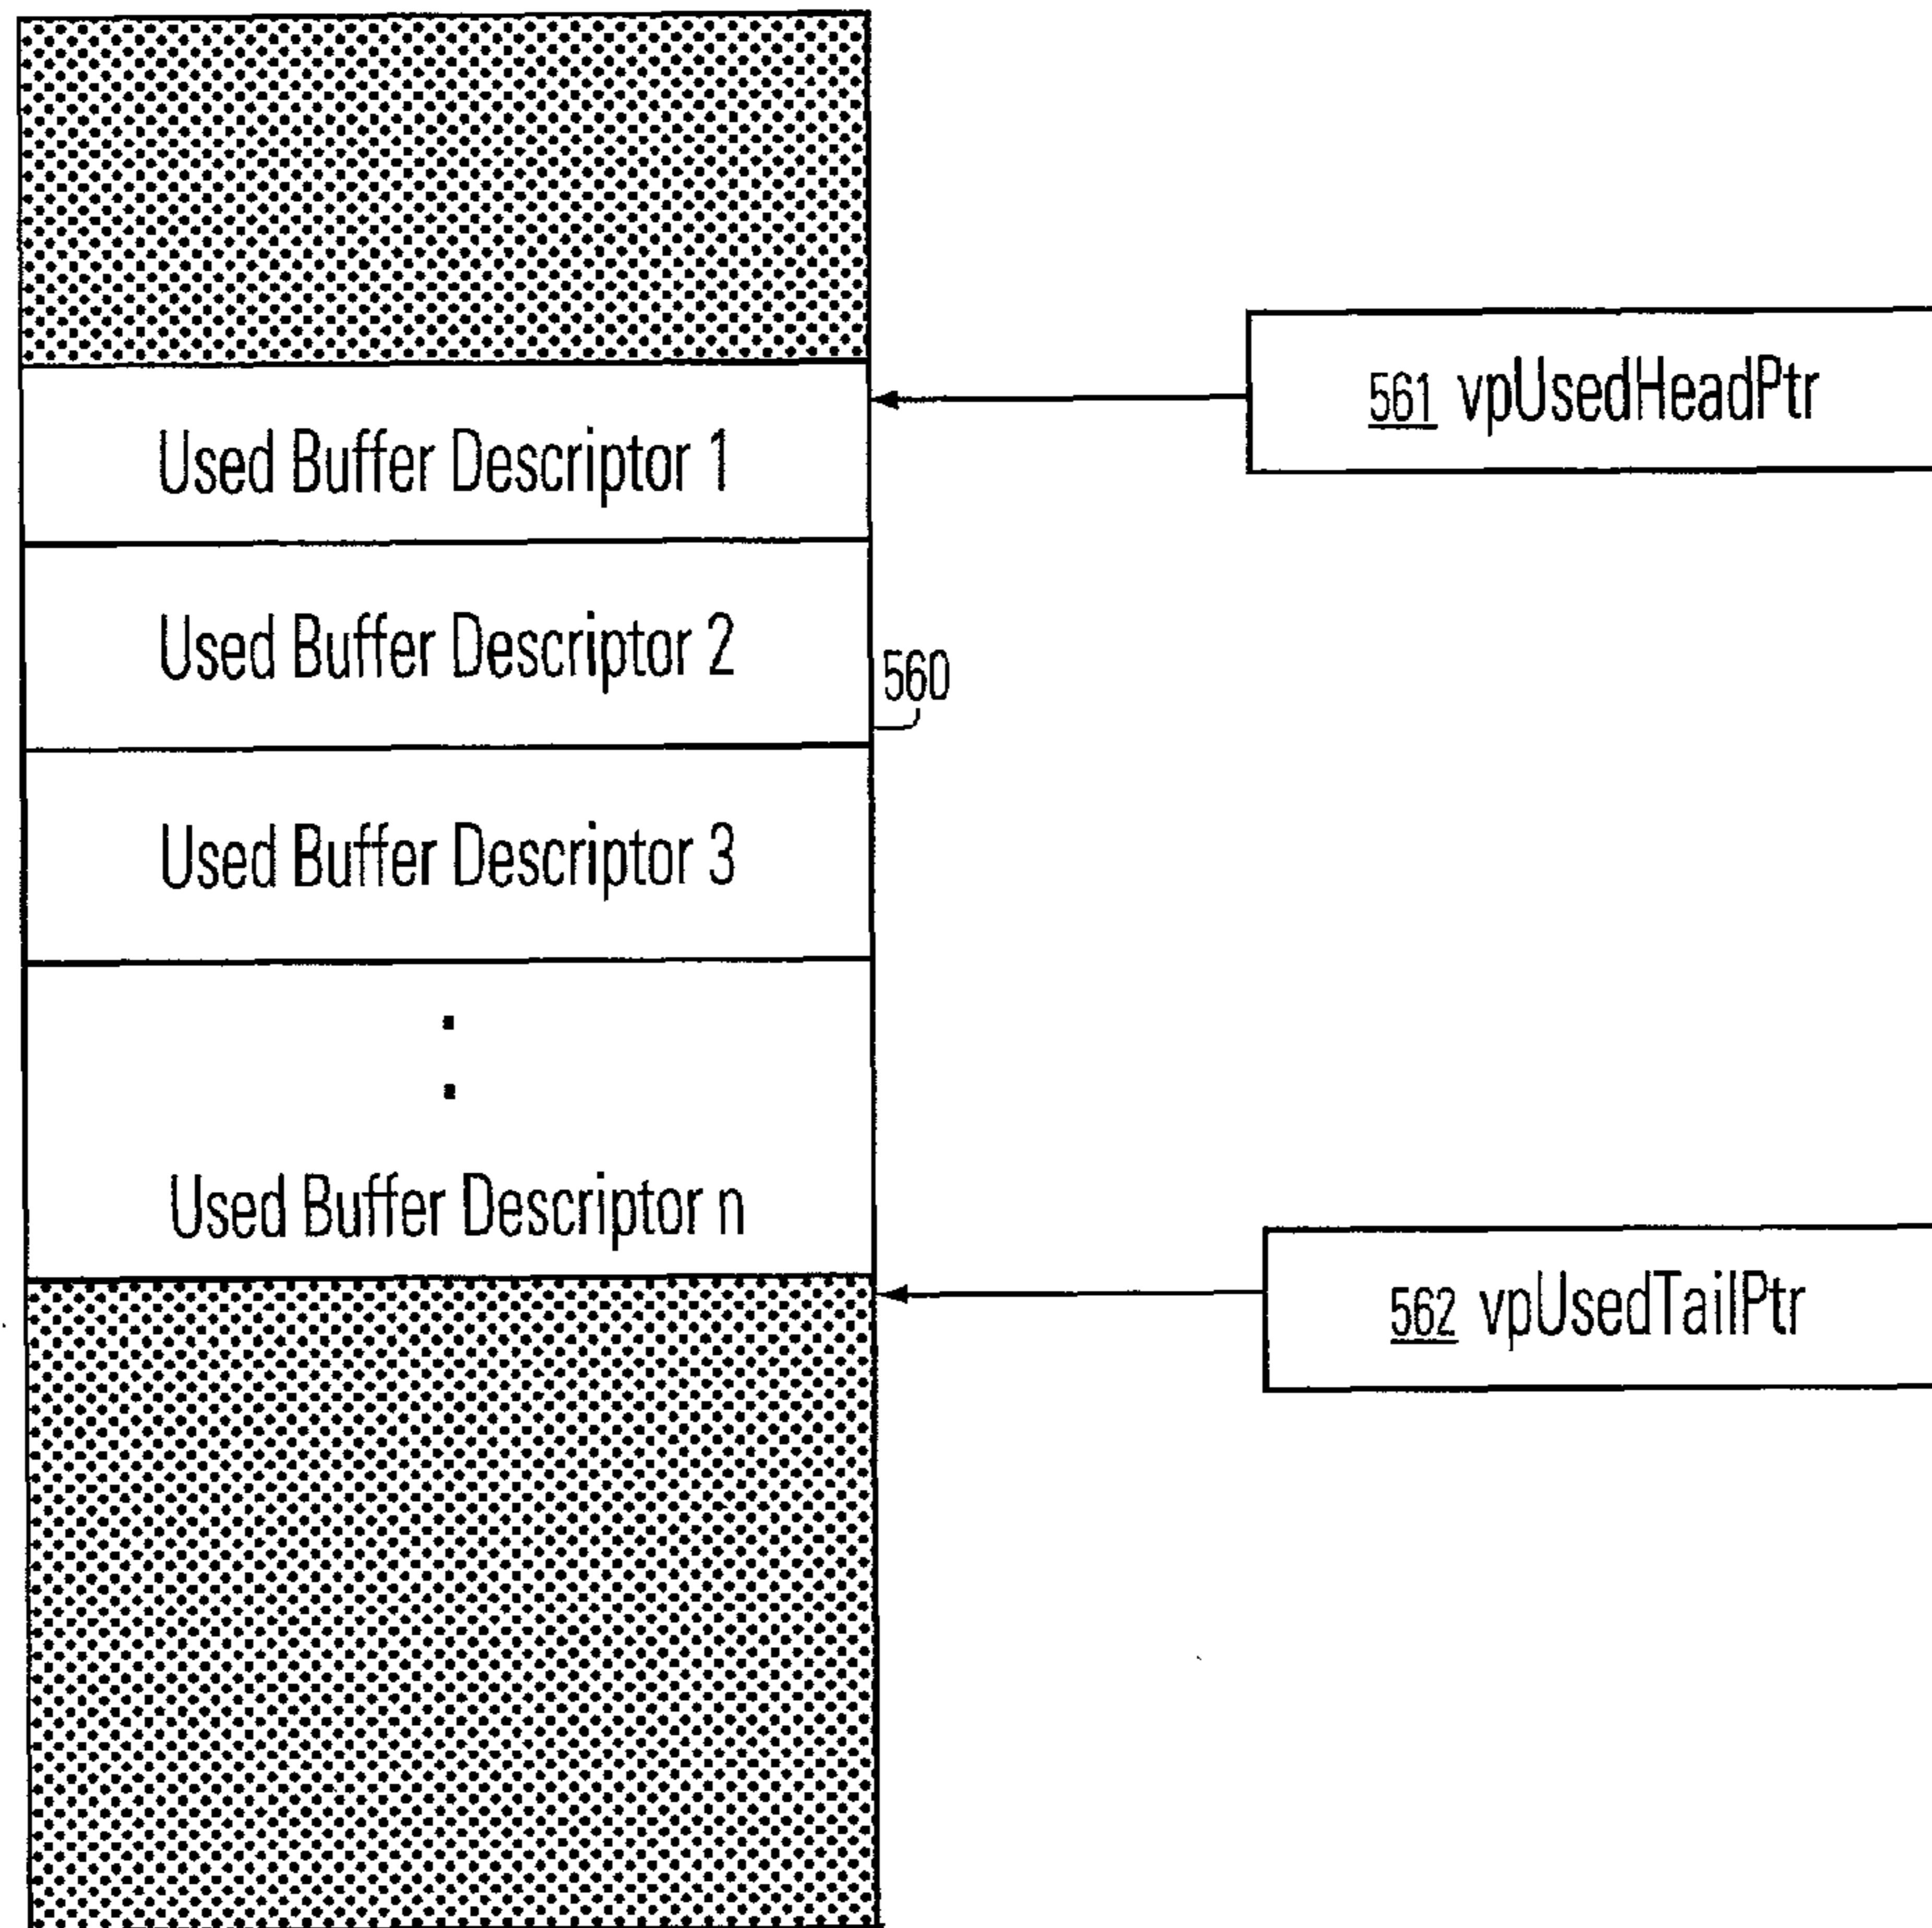 561 vpUsedHeadPtr
Used Buffer Descriptor 1
Used Buffer Descriptor 2
560
Used Buffer Descriptor 3
:
Used Buffer Descriptor n
562 vpUsedTailPtr